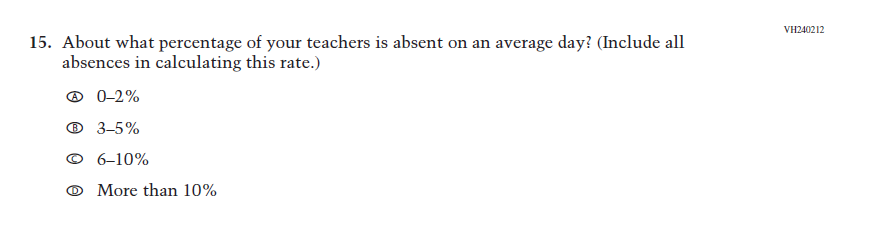 VH240212
15. About what percentage of your teachers is absent on an average day? (Include all
absences in calculating this rate.)
Ⓐ 0–2%
Ⓑ 3–5%
Ⓒ 6–10%
Ⓓ More than 10%